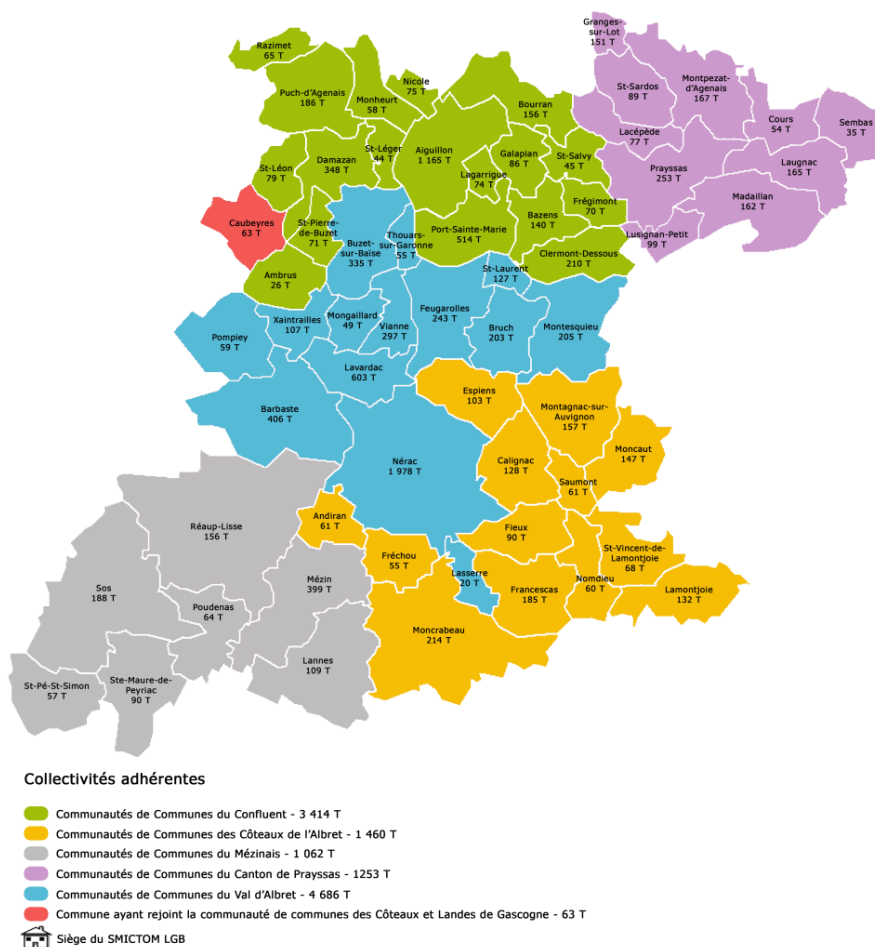 Granges-
sur-Lot
151 T
Razimet
65 T
Puch-d'Agenais
186 T
Monheurt
58 T
Nicole
75 T
Bourran
156 T
St-Sardos
89 T
Montpezat-
d'Agenais
167 T
Cours
54 T
Sembas
35 T
Lacépède
77 T
Prayssas
253 T
Laugnac
165 T
Madaillan
162 T
Lusignan-Petit
99 T
St-Léon
79 T
Damazan
348 T
St-Léger
44 T
Aiguillon
1 165 T
Galapian
86 T
St-Salvy
45 T
Lagarrigue
74 T
Frégimont
70 T
Bazens
140 T
Port-Sainte-Marie
514 T
Clermont-Dessous
210 T
Caubeyres
63 T
St-Pierre-
de-Buzet
71 T
Buzet-
sur-Baïse
335 T
Thouars-
sur-Garonne
55 T
Ambrus
26 T
St-Laurent
127 T
Xaintrailles
107 T
Mongaillard
49 T
Vianne
297 T
Feugarolles
243 T
Bruch
203 T
Montesquieu
205 T
Pompiey
59 T
Lavardac
603 T
Barbaste
406 T
Espiens
103 T
Montagnac-sur-
Auvignon
157 T
Moncaut
147 T
Calignac
128 T
Saumont
61 T
Nérac
1 978 T
Réaup-Lisse
156 T
Andiran
61 T
Fieux
90 T
St-Vincent-de-
Lamontjoie
68 T
Fréchou
55 T
Lasserre
20 T
Francescas
185 T
Nomdieu
60 T
Lamontjoie
132 T
Sos
188 T
Mézin
399 T
Poudenas
64 T
Moncrabeau
214 T
Lannes
109 T
St-Pé-St-Simon
57 T
Ste-Maure-de-
Peyriac
90 T
Collectivités adhérentes
Communautés de Communes du Confluent - 3 414 T
Communautés de Communes des Côteaux de l'Albret - 1 460 T
Communautés de Communes du Mézinais - 1 062 T
Communautés de Communes du Canton de Prayssas - 1253 T
Communautés de Communes du Val d'Albret - 4 686 T
Commune ayant rejoint la communauté de communes des Côteaux et Landes de Gascogne - 63 T
Siège du SMICTOM LGB